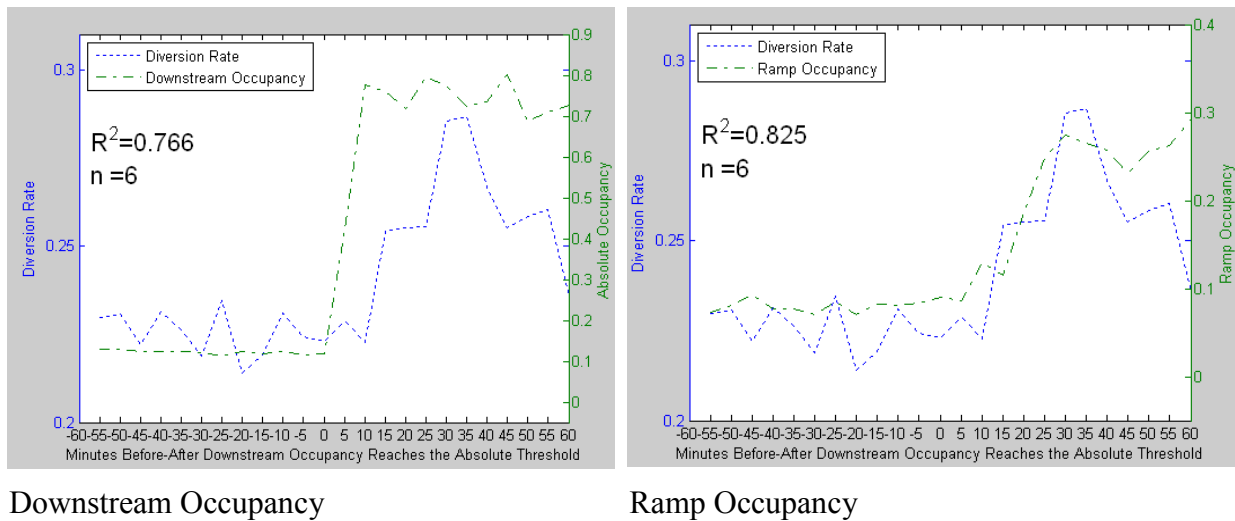 Diversion Rate
Downstream Occupancy
R²=0.766
n =6
0.3
0.25
0.2
Diversion Rate
0.9
0.8
0.7
0.6
0.5
0.4
0.3
0.2
0.1
0
Absolute Occupancy
-60-55-50-45-40-35-30-25-20-15-10 -5 0 5 10 15 20 25 30 35 40 45 50 55 60
Minutes Before-After Downstream Occupancy Reaches the Absolute Threshold
Downstream Occupancy
Diversion Rate
Ramp Occupancy
R²=0.825
n =6
0.3
0.25
0.2
Diversion Rate
0.4
0.3
0.2
0.1
0
Ramp Occupancy
-60-55-50-45-40-35-30-25-20-15-10 -5 0 5 10 15 20 25 30 35 40 45 50 55 60
Minutes Before-After Downstream Occupancy Reaches the Absolute Threshold
Ramp Occupancy